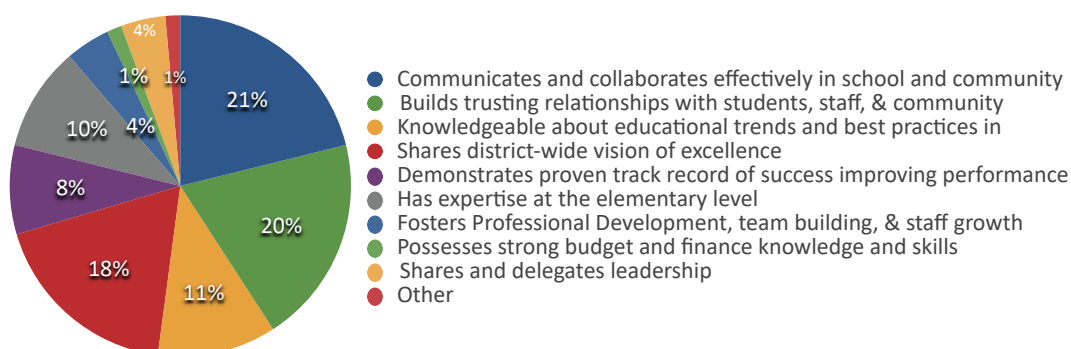 4%
1%
1%
21%
10%
4%
8%
20%
18%
11%
Communicates and collaborates effectively in school and community
Builds trusting relationships with students, staff, & community
Knowledgeable about educational trends and best practices in
Shares district-wide vision of excellence
Demonstrates proven track record of success improving performance
Has expertise at the elementary level
Fosters Professional Development, team building, & staff growth
Possesses strong budget and finance knowledge and skills
Shares and delegates leadership
Other